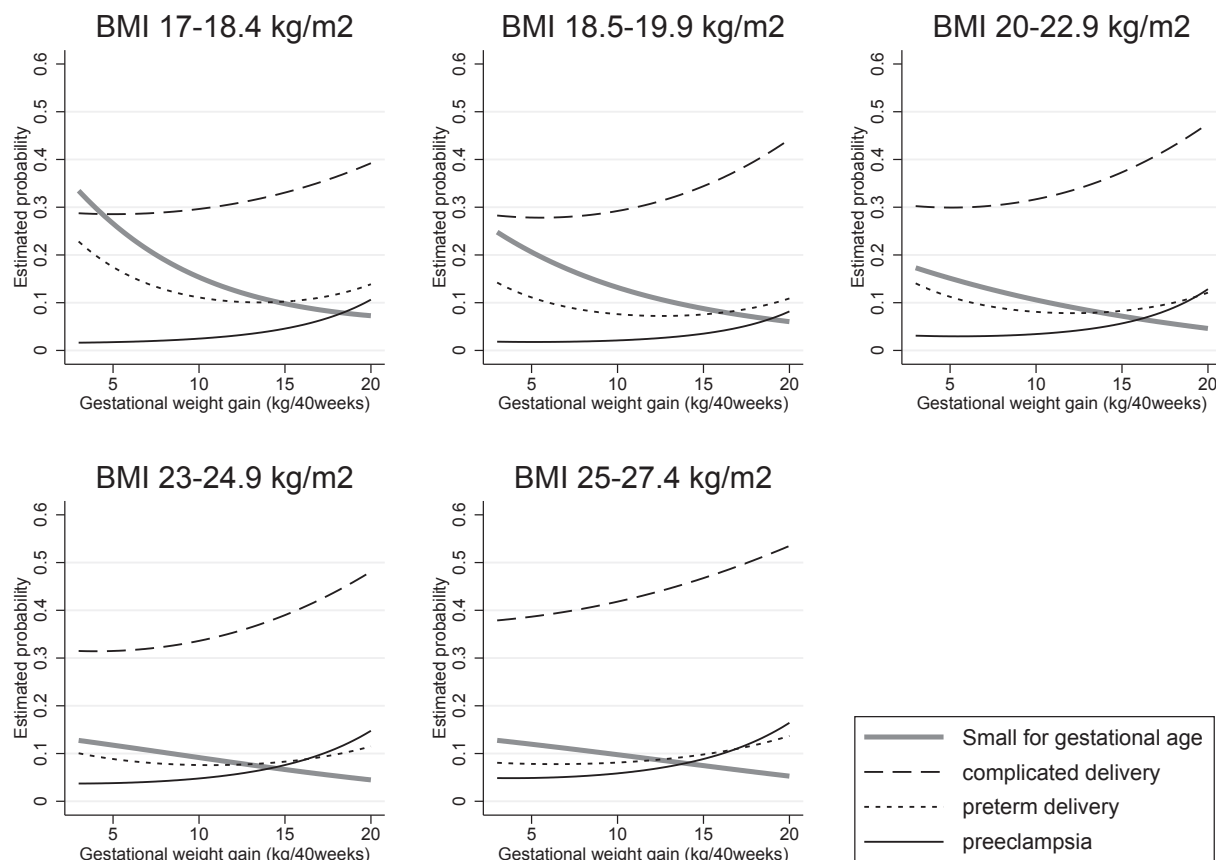 BMI 17-18.4 kg/m2
Estimated probability
0 0.1 0.2 0.3 0.4 0.5 0.6
5 10 15 20
Gestational weight gain (kg/40weeks)
BMI 18.5-19.9 kg/m2
Estimated probability
0 0.1 0.2 0.3 0.4 0.5 0.6
5 10 15 20
Gestational weight gain (kg/40weeks)
BMI 20-22.9 kg/m2
Estimated probability
0 0.1 0.2 0.3 0.4 0.5 0.6
5 10 15 20
Gestational weight gain (kg/40weeks)
BMI 23-24.9 kg/m2
Estimated probability
0 0.1 0.2 0.3 0.4 0.5 0.6
5 10 15 20
Gestational weight gain (kg/40weeks)
BMI 25-27.4 kg/m2
Estimated probability
0 0.1 0.2 0.3 0.4 0.5 0.6
5 10 15 20
Gestational weight gain (kg/40weeks)
Small for gestational age
complicated delivery
preterm delivery
preeclampsia